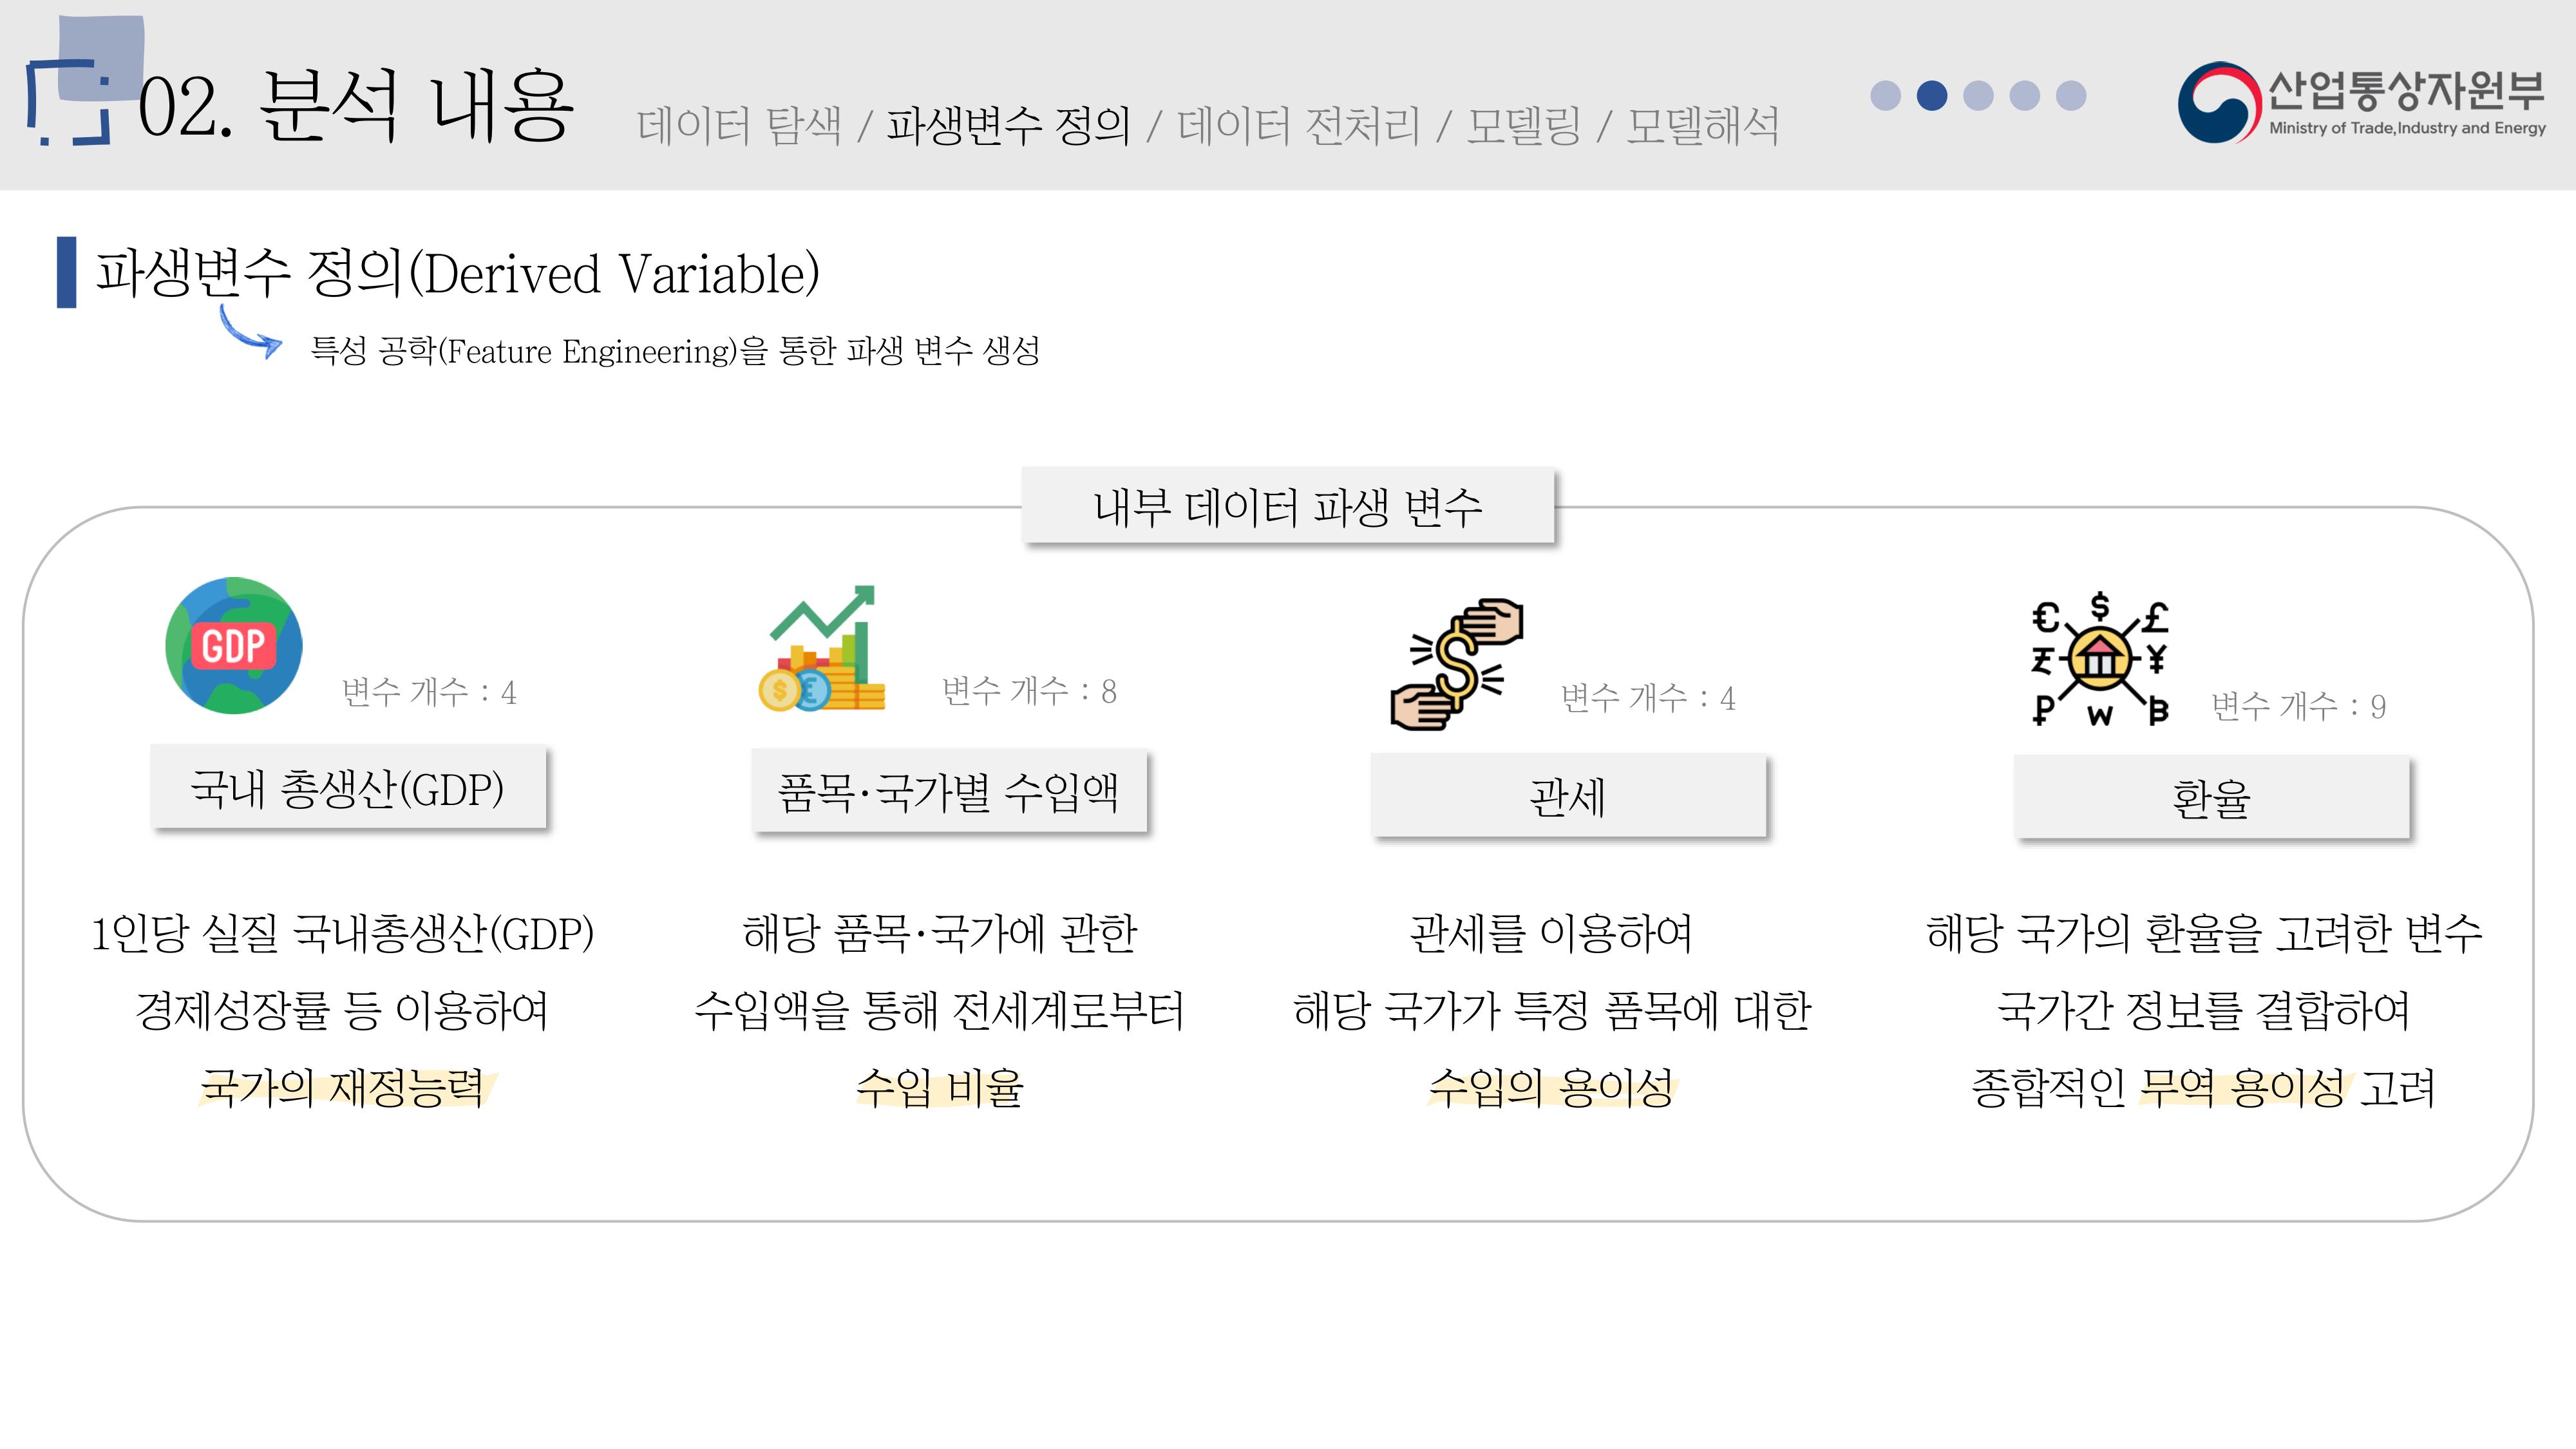 02. 분석 내용
데이터 탐색 / 파생변수 정의 / 데이터 전처리 / 모델링 / 모델해석
산업통상자원부
Ministry of Trade,Industry and Energy
파생변수 정의(Derived Variable)
특성 공학(Feature Engineering)을 통한 파생 변수 생성
내부 데이터 파생 변수
GDP
변수 개수 : 4
국내 총생산(GDP)
1인당 실질 국내총생산(GDP)
경제성장률 등 이용하여
국가의 재정능력
$ £
변수 개수 : 8
품목·국가별 수입액
해당 품목·국가에 관한
수입액을 통해 전세계로부터
수입 비율
$
변수 개수 : 4
관세
관세를 이용하여
해당 국가가 특정 품목에 대한
수입의 용이성
€ $ £
¥
₽ W B
변수 개수 : 9
환율
해당 국가의 환율을 고려한 변수
국가간 정보를 결합하여
종합적인 무역 용이성 고려